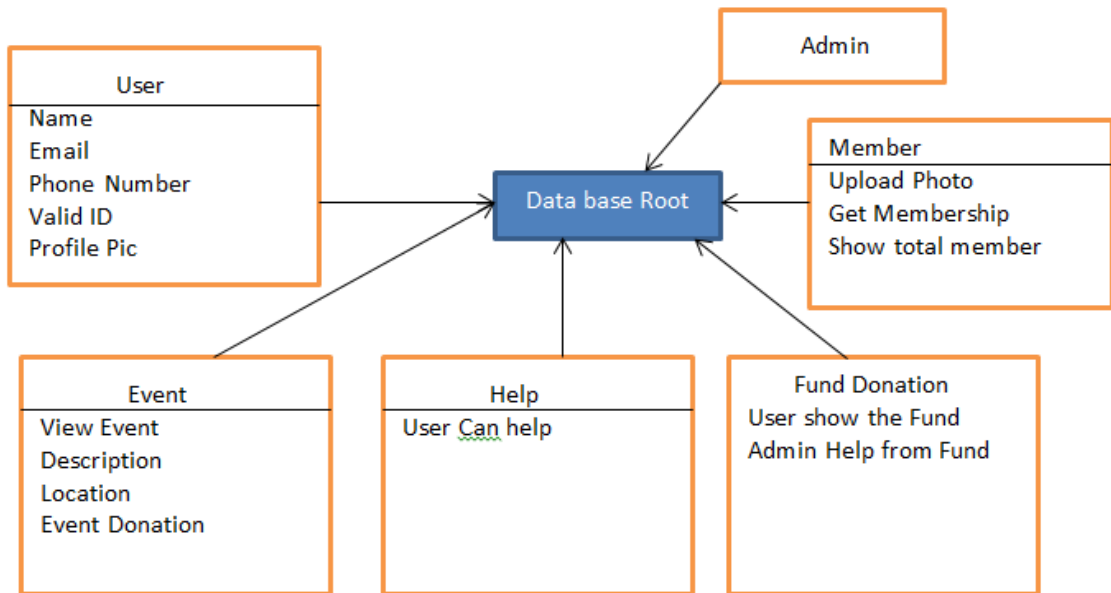 Admin
User
Name
Email
Phone Number
Valid ID
Profile Pic
Data base Root
Member
Upload Photo
Get Membership
Show total member
Event
View Event
Description
Location
Event Donation
Help
User Can help
Fund Donation
User show the Fund
Admin Help from Fund